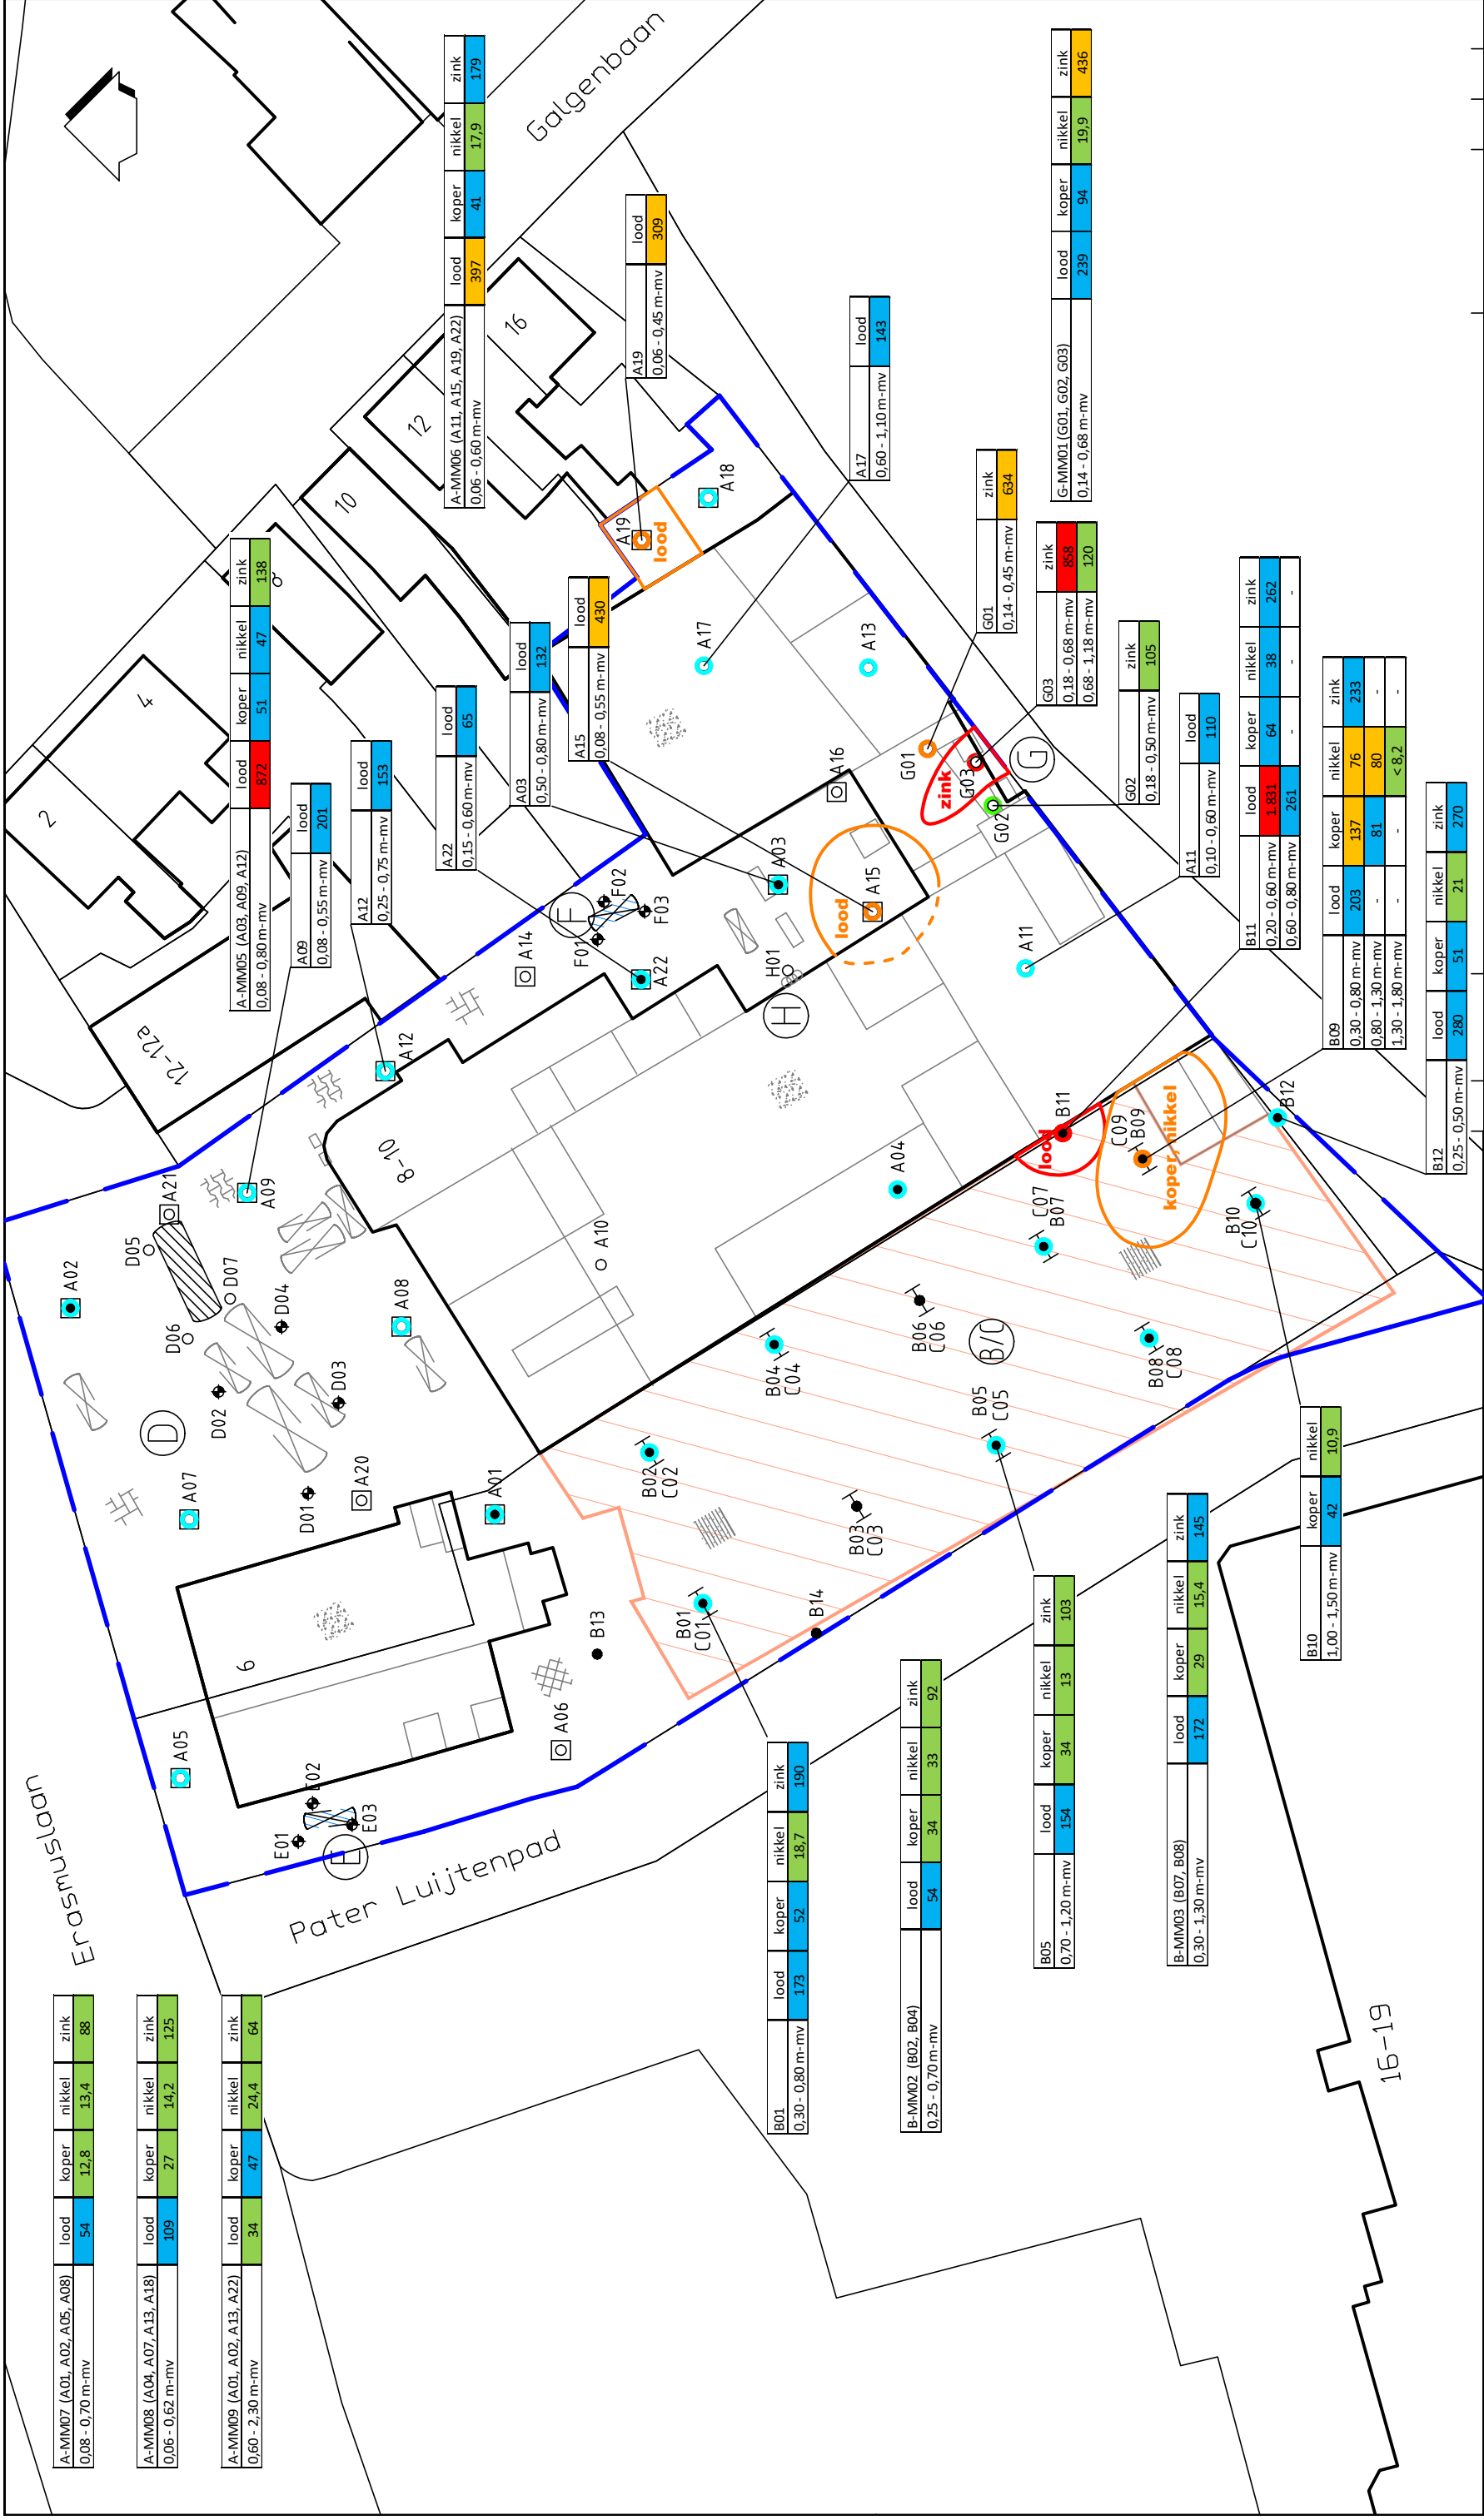 Erasmuslaan
Pater Luijtenpad
Galgenbaan
2
4
6
8-10
10
12
12-12a
16
16-19
A-MM07 (A01, A02, A05, A08) lood koper nikkel zink
0,08 - 0,70 m-mv 54 12,8 13,4 88
A-MM08 (A04, A07, A13, A18) lood koper nikkel zink
0,06 - 0,62 m-mv 109 27 14,2 125
A-MM09 (A01, A02, A13, A22) lood koper nikkel zink
0,60 - 2,30 m-mv 34 47 24,4 64
A-MM05 (A03, A09, A12) lood koper nikkel zink
0,08 - 0,80 m-mv 872 51 47 138
A09 lood
0,08 - 0,55 m-mv 201
A12 lood
0,25 - 0,75 m-mv 153
A22 lood
0,15 - 0,60 m-mv 65
A03 lood
0,50 - 0,80 m-mv 132
A15 lood
0,08 - 0,55 m-mv 430
A-MM06 (A11, A15, A19, A22) lood koper nikkel zink
0,06 - 0,60 m-mv 397 41 17,9 179
A19 lood
0,06 - 0,45 m-mv 309
A17 lood
0,60 - 1,10 m-mv 143
G01 zink
0,14 - 0,45 m-mv 634
G03 zink
0,18 - 0,68 m-mv 858
0,68 - 1,18 m-mv 120
G-MM01 (G01, G02, G03) lood koper nikkel zink
0,14 - 0,68 m-mv 239 94 19,9 436
G02 zink
0,18 - 0,50 m-mv 105
A11 lood
0,10 - 0,60 m-mv 110
B11 lood koper nikkel zink
0,20 - 0,60 m-mv 1.831 64 38 262
0,60 - 0,80 m-mv 261 - - -
B09 lood koper nikkel zink
0,30 - 0,80 m-mv 203 137 76 233
0,80 - 1,30 m-mv - 81 80 -
1,30 - 1,80 m-mv - - < 8,2 -
B12 lood koper nikkel zink
0,25 - 0,50 m-mv 280 51 21 270
B01 lood koper nikkel zink
0,30 - 0,80 m-mv 173 52 18,7 190
B-MM02 (B02, B04) lood koper nikkel zink
0,25 - 0,70 m-mv 54 34 33 92
B05 lood koper nikkel zink
0,70 - 1,20 m-mv 154 34 13 103
B-MM03 (B07, B08) lood koper nikkel zink
0,30 - 1,30 m-mv 172 29 15,4 145
B10 koper nikkel
1,00 - 1,50 m-mv 42 10,9
A05
A07
A02
D05
A21
D06
D07
A09
D
D02
D04
D03
D01
A20
A08
A01
A12
E01
E02
E03
E
A06
B13
A14
F
F01
F02
F03
A22
A10
H01
H
A03
A16
A15
lood
A19
lood
A18
A17
A13
G01
G03
G02
G
zink
A11
A04
B11
lood
C09
B09
koper, nikkel
B12
B10
C10
C07
B07
B06
C06
B/C
B08
C08
B05
C05
B04
C04
B02
C02
B03
C03
B01
C01
B14